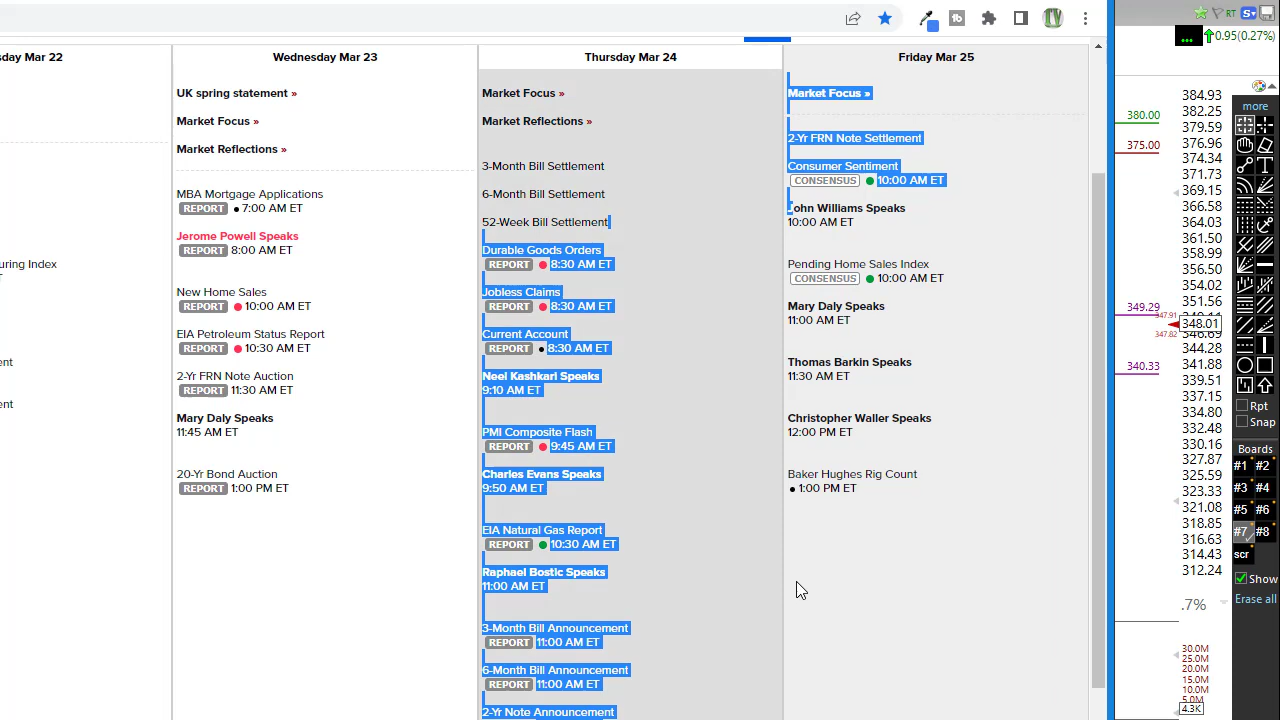 sday Mar 22
uring Index
T
ent
ent
Wednesday Mar 23
UK spring statement »
Market Focus »
Market Reflections »
MBA Mortgage Applications
REPORT • 7:00 AM ET
Jerome Powell Speaks
REPORT 8:00 AM ET
New Home Sales
REPORT 10:00 AM ET
EIA Petroleum Status Report
REPORT 10:30 AM ET
2-Yr FRN Note Auction
REPORT 11:30 AM ET
Mary Daly Speaks
11:45 AM ET
20-Yr Bond Auction
REPORT 1:00 PM ET
Thursday Mar 24
Market Focus »
Market Reflections »
3-Month Bill Settlement
6-Month Bill Settlement
52-Week Bill Settlement
Durable Goods Orders
REPORT 8:30 AM ET
Jobless Claims
REPORT 8:30 AM ET
Current Account
REPORT • 8:30 AM ET
Neel Kashkari Speaks
9:10 AM ET
PMI Composite Flash
REPORT 9:45 AM ET
Charles Evans Speaks
9:50 AM ET
EIA Natural Gas Report
REPORT 10:30 AM ET
Raphael Bostic Speaks
11:00 AM ET
3-Month Bill Announcement
REPORT 11:00 AM ET
6-Month Bill Announcement
REPORT 11:00 AM ET
2-Yr Note Announcement
Friday Mar 25
Market Focus »
2-Yr FRN Note Settlement
Consumer Sentiment
CONSENSUS 10:00 AM ET
John Williams Speaks
10:00 AM ET
Pending Home Sales Index
CONSENSUS 10:00 AM ET
Mary Daly Speaks
11:00 AM ET
Thomas Barkin Speaks
11:30 AM ET
Christopher Waller Speaks
12:00 PM ET
Baker Hughes Rig Count
• 1:00 PM ET
RT
... 0.95(0.27%)
380.00
375.00
349.29
347.91
347.82
340.33
384.93
382.25
379.59
376.96
374.34
371.73
369.15
366.58
364.03
361.50
358.99
356.50
354.02
351.56
348.01
346.69
344.28
341.88
339.51
337.15
334.80
332.48
330.16
327.87
325.59
323.33
321.08
318.85
316.63
314.43
312.24
.7%
30.0M
25.0M
20.0M
15.0M
10.0M
5.0M
4.3K
more
Rpt
Snap
Boards
#1 #2
#3 #4
#5 #6
#7 #8
scr
Show
Erase all